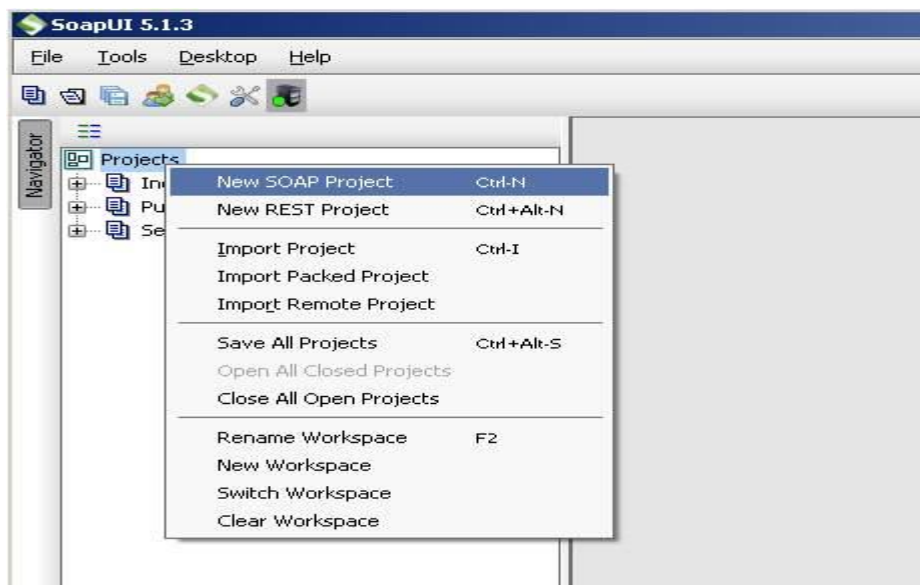 SoapUI 5.1.3
File Tools Desktop Help
Navigator
Projects
In
Pu
Se
New SOAP Project Ctrl-N
New REST Project Ctrl+Alt-N
Import Project Ctrl-I
Import Packed Project
Import Remote Project
Save All Projects Ctrl+Alt-S
Open All Closed Projects
Close All Open Projects
Rename Workspace F2
New Workspace
Switch Workspace
Clear Workspace